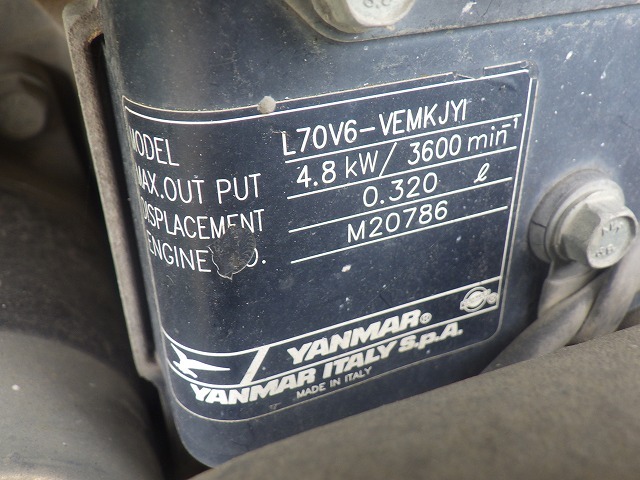 MODEL L70V6-VEMKJYI
MAX.OUT PUT 4.8 kW/ 3600 min⁻¹
DISPLACEMENT 0.320 ℓ
ENGINE O. M20786
YANMAR®
YANMAR ITALY S.p.A.
MADE IN ITALY